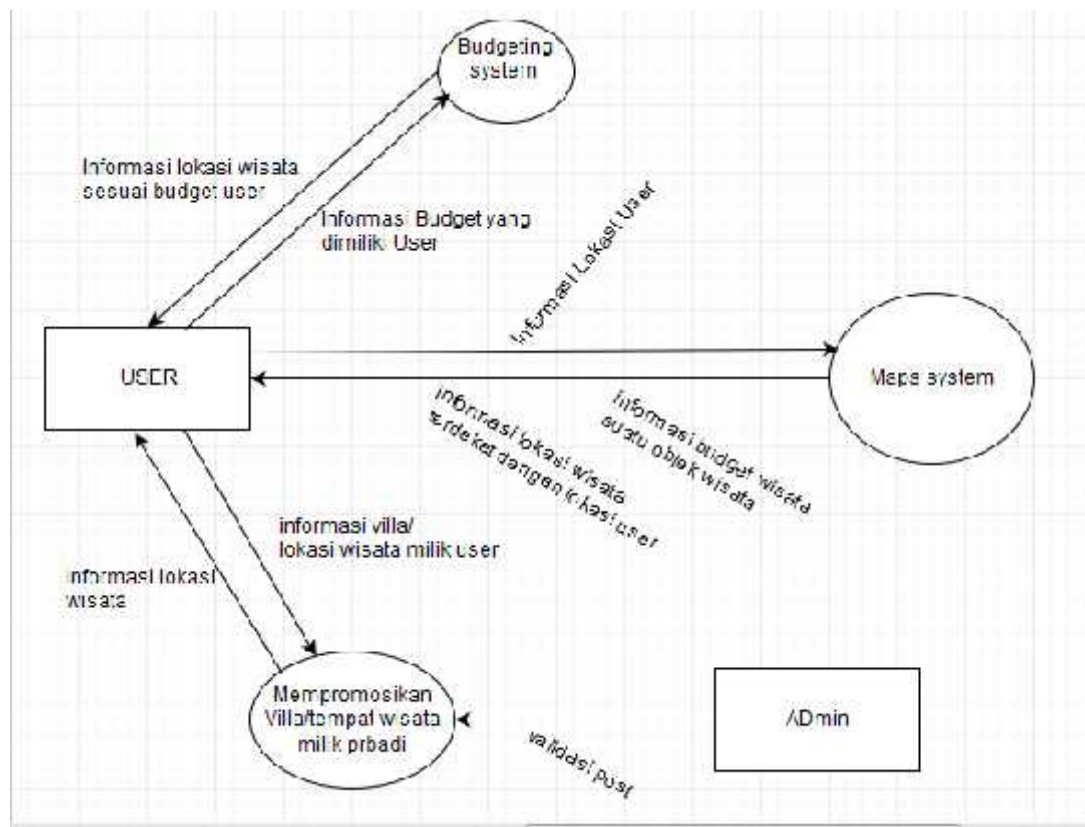 Budgeting
system
Informasi lokasi wisata
sesuai budget user
Informasi Budget yang
dimiliki User
Informasi Lokasi User
USER
Maps system
informasi lokasi wisata
terdeket dengan lokasi user
Informasi budget wisata
suatu objek wisata
informasi villa/
lokasi wisata milik user
informasi lokasi
wisata
Mempromosikan
Villa/tempat wisata
milik prbadi
validasi post
ADmin